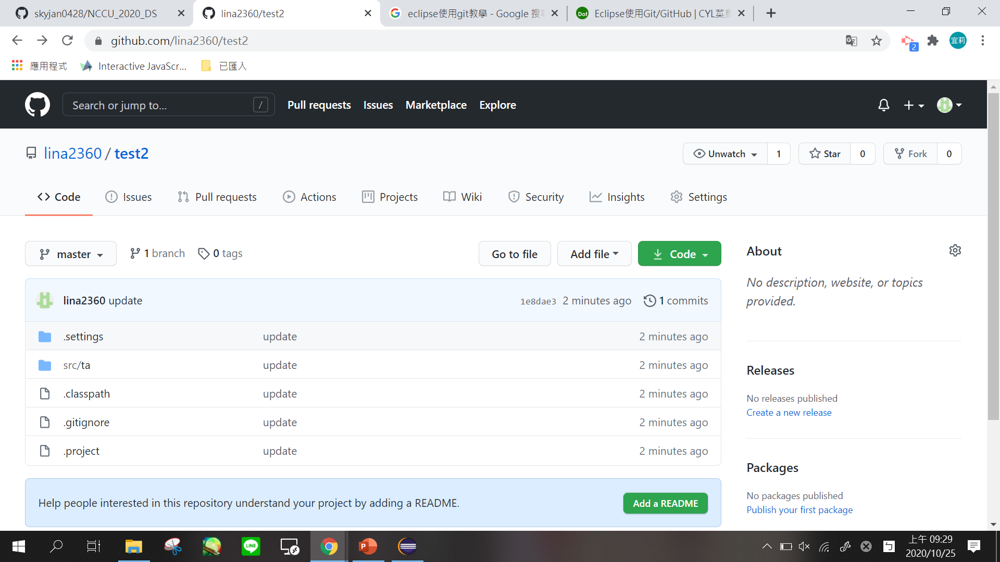 skyjan0428/NCCU_2020_DS
lina2360/test2
eclipse使用git教學 - Google 搜
Eclipse使用Git/GitHub | CYL菜
github.com/lina2360/test2
2
宜莉
應用程式
Interactive JavaScr...
已匯入
Search or jump to...
/
Pull requests
Issues
Marketplace
Explore
lina2360 / test2
Unwatch
1
Star
0
Fork
0
Code
Issues
Pull requests
Actions
Projects
Wiki
Security
Insights
Settings
master
1 branch
0 tags
Go to file
Add file
Code
About
No description, website, or topics
provided.
lina2360 update
1e8dae3
2 minutes ago
1 commits
.settings
update
2 minutes ago
src/ta
update
2 minutes ago
.classpath
update
2 minutes ago
.gitignore
update
2 minutes ago
.project
update
2 minutes ago
Releases
No releases published
Create a new release
Packages
No packages published
Publish your first package
Help people interested in this repository understand your project by adding a README.
Add a README
LINE
P
ㄅ
上午 09:29
2020/10/25